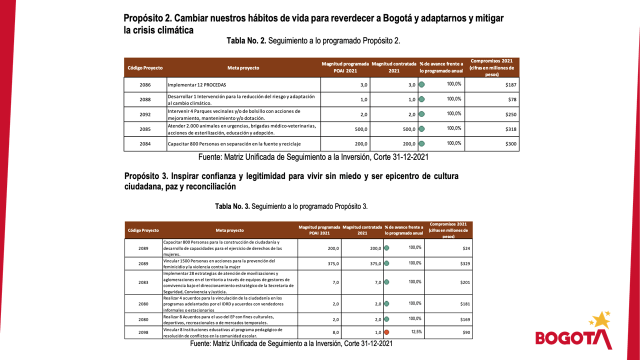 Propósito 2. Cambiar nuestros hábitos de vida para reverdecer a Bogotá y adaptarnos y mitigar
la crisis climática
Tabla No. 2. Seguimiento a lo programado Propósito 2.
Código Proyecto Meta proyecto Magnitud programada POAI 2021 Magnitud contratada 2021 % de avance frente a lo programado anual Compromisos 2021 (cifras en millones de pesos)
2086 Implementar 12 PROCEDAS 3,0 3,0 100,0% $187
2088 Desarrollar 1 intervención para la reducción del riesgo y adaptación al cambio climático. 1,0 1,0 100,0% $78
2092 Intervenir 4 Parques vecinales y/o de bolsillo con acciones de mejoramiento, mantenimiento y/o dotación. 2,0 2,0 100,0% $250
2085 Atender 2.000 animales en urgencias, brigadas médico-veterinarias, acciones de esterilización, educación y adopción. 500,0 500,0 100,0% $318
2084 Capacitar 800 Personas en separación en la fuente y reciclaje 200,0 200,0 100,0% $300
Fuente: Matriz Unificada de Seguimiento a la Inversión, Corte 31-12-2021
Propósito 3. Inspirar confianza y legitimidad para vivir sin miedo y ser epicentro de cultura
ciudadana, paz y reconciliación
Tabla No. 3. Seguimiento a lo programado Propósito 3.
Código Proyecto Meta proyecto Magnitud programada POAI 2021 Magnitud contratada 2021 % de avance frente a lo programado anual Compromisos 2021 (cifras en millones de pesos)
2089 Capacitar 800 Personas para la construcción de ciudadanía y desarrollo de capacidades para el ejercicio de derechos de las mujeres. 200,0 200,0 100,0% $24
2089 Vincular 1500 Personas en acciones para la prevención del feminicidio y la violencia contra la mujer 375,0 375,0 100,0% $329
2083 Implementar 28 estrategias de atención de movilizaciones y aglomeraciones en el territorio a través de equipos de gestores de convivencia bajo el direccionamiento estratégico de la Secretaría de Seguridad, Convivencia y Justicia. 7,0 7,0 100,0% $201
2080 Realizar 4 acuerdos para la vinculación de la ciudadanía en los programas adelantados por el IDRD y acuerdos con vendedores informales o estacionarios 2,0 2,0 100,0% $181
2080 Realizar 8 Acuerdos para el uso del EP con fines culturales, deportivos, recreacionales o de mercados temporales. 2,0 2,0 100,0% $169
2098 Vincular 8 Instituciones educativas al programa pedagógico de resolución de conflictos en la comunidad escolar. 8,0 1,0 12,5% $90
Fuente: Matriz Unificada de Seguimiento a la Inversión, Corte 31-12-2021
BOGOTÁ